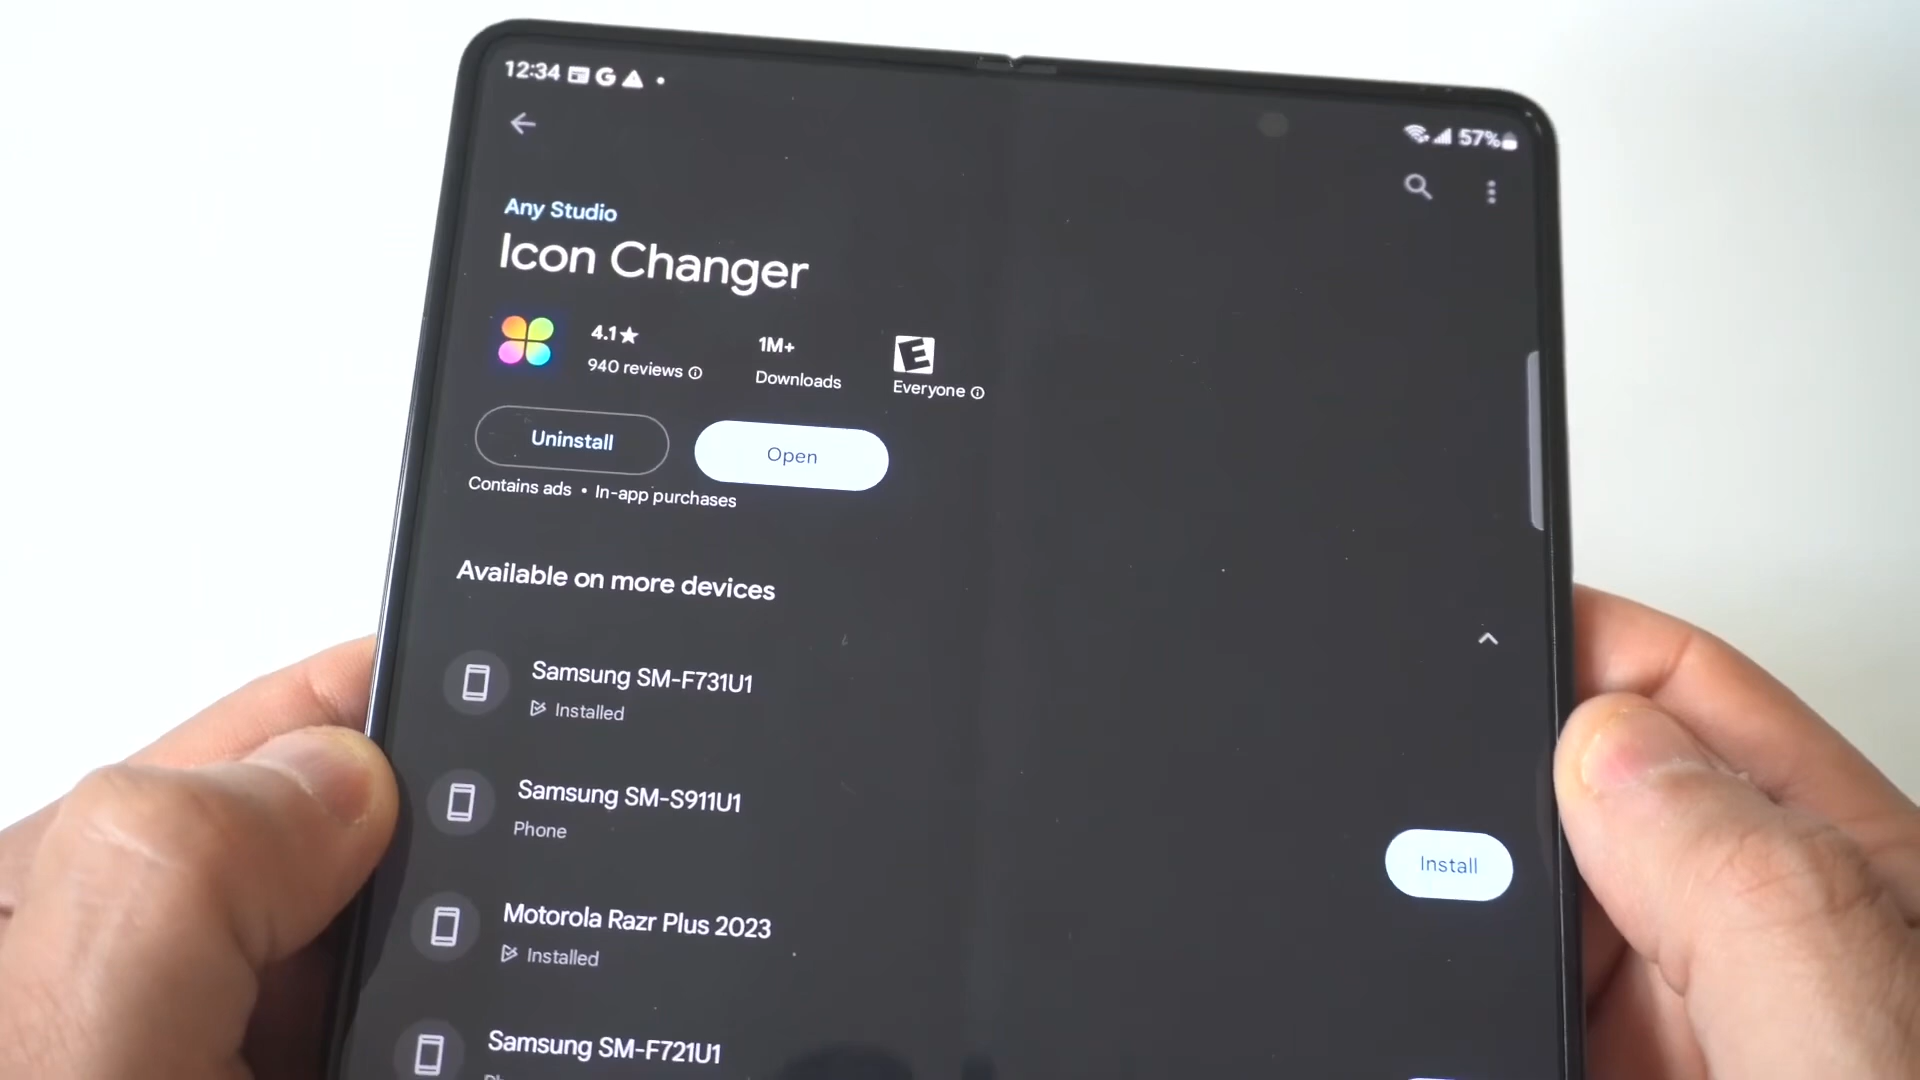 12:34
57%
Any Studio
Icon Changer
4.1★
940 reviews
1M+
Downloads
E
Everyone
Uninstall
Open
Contains ads • In-app purchases
Available on more devices
Samsung SM-F731U1
Installed
Samsung SM-S911U1
Phone
Install
Motorola Razr Plus 2023
Installed
Samsung SM-F721U1